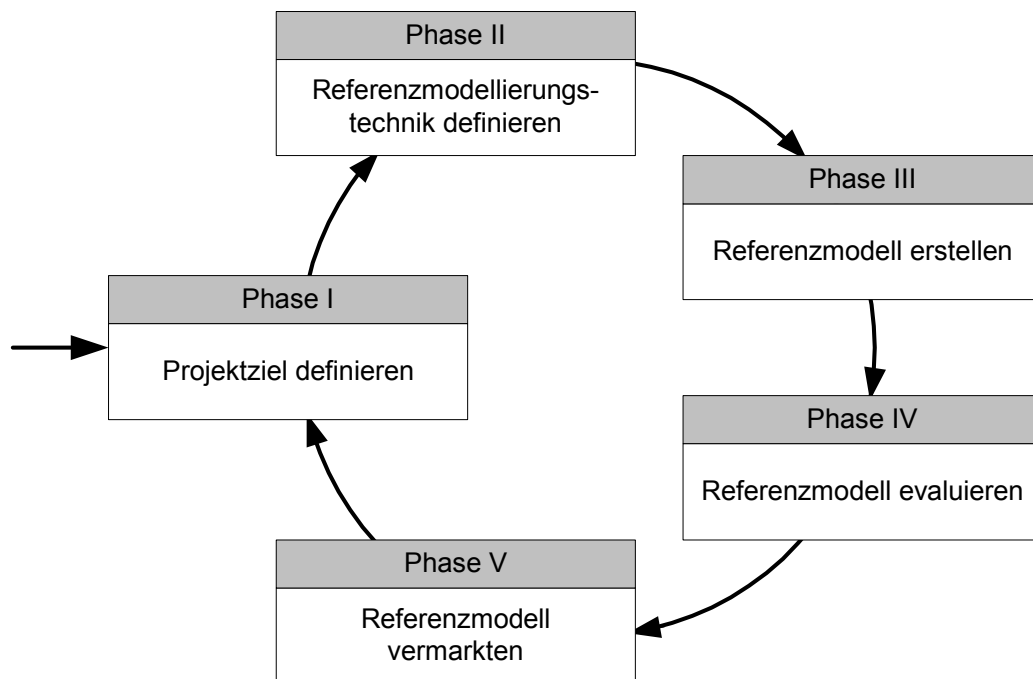 Phase II
Referenzmodellierungs-
technik definieren
Phase III
Referenzmodell erstellen
Phase I
Projektziel definieren
Phase IV
Referenzmodell evaluieren
Phase V
Referenzmodell
vermarkten